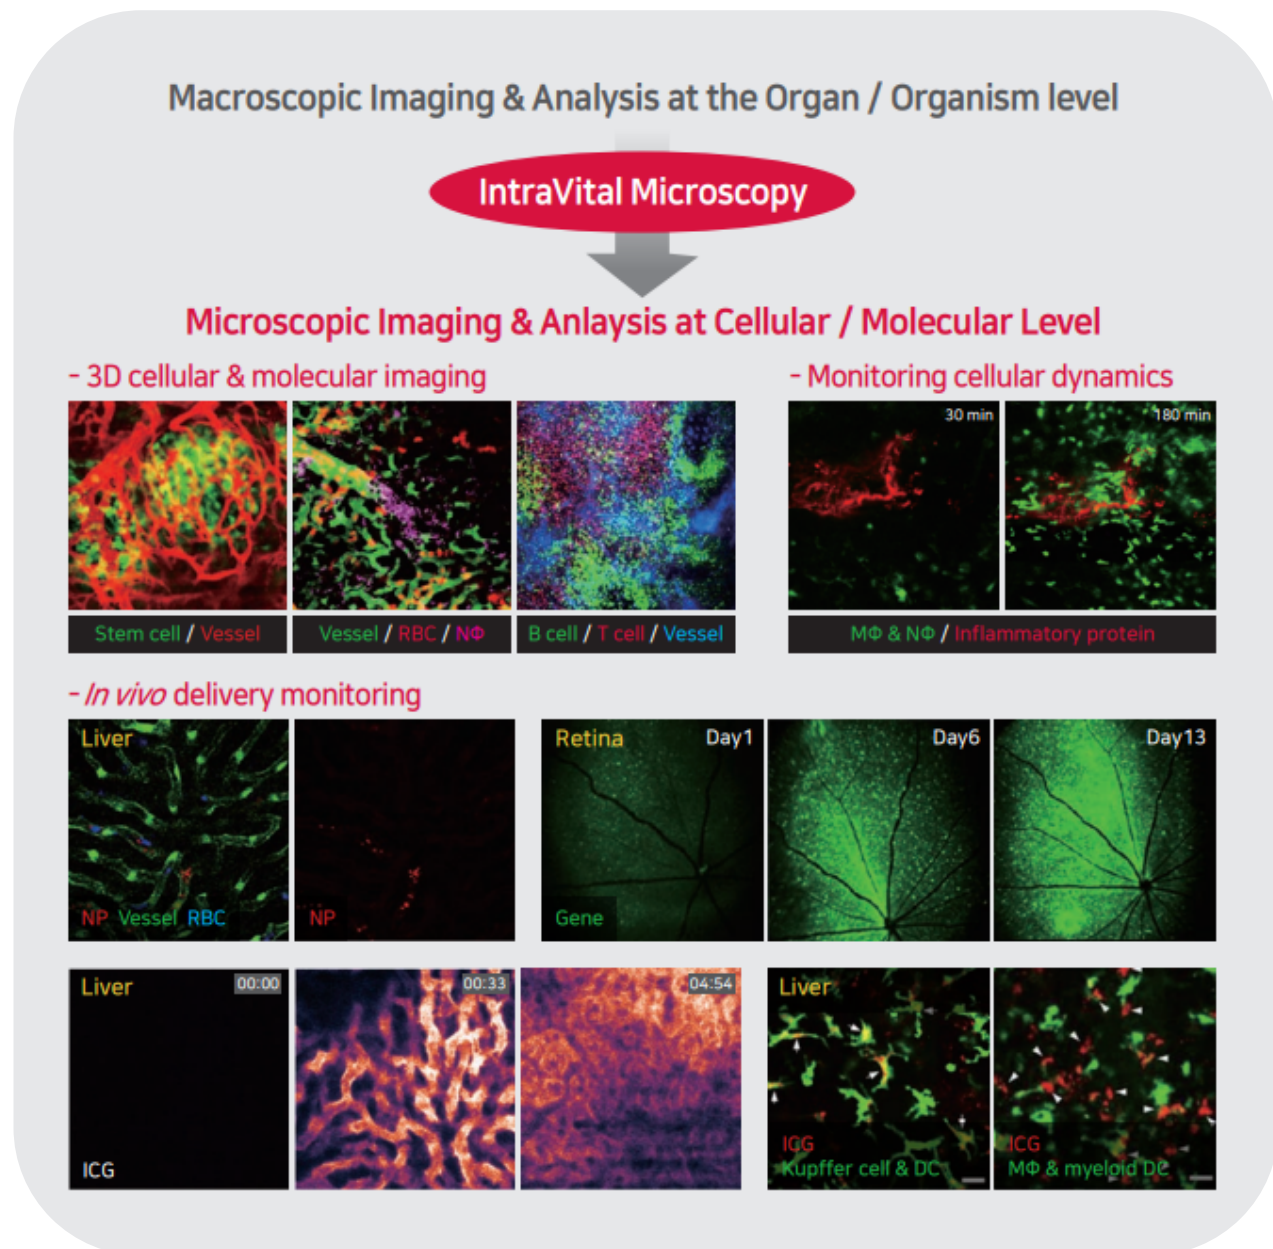 Macroscopic Imaging & Analysis at the Organ / Organism level
IntraVital Microscopy
Microscopic Imaging & Anlaysis at Cellular / Molecular Level
- 3D cellular & molecular imaging
- Monitoring cellular dynamics
30 min
180 min
Stem cell / Vessel
Vessel / RBC / NΦ
B cell / T cell / Vessel
MΦ & NΦ / Inflammatory protein
- In vivo delivery monitoring
Liver
NP Vessel RBC
NP
Retina
Day1
Gene
Day6
Day13
Liver
00:00
ICG
00:33
04:54
Liver
ICG
Kupffer cell & DC
ICG
MΦ & myeloid DC